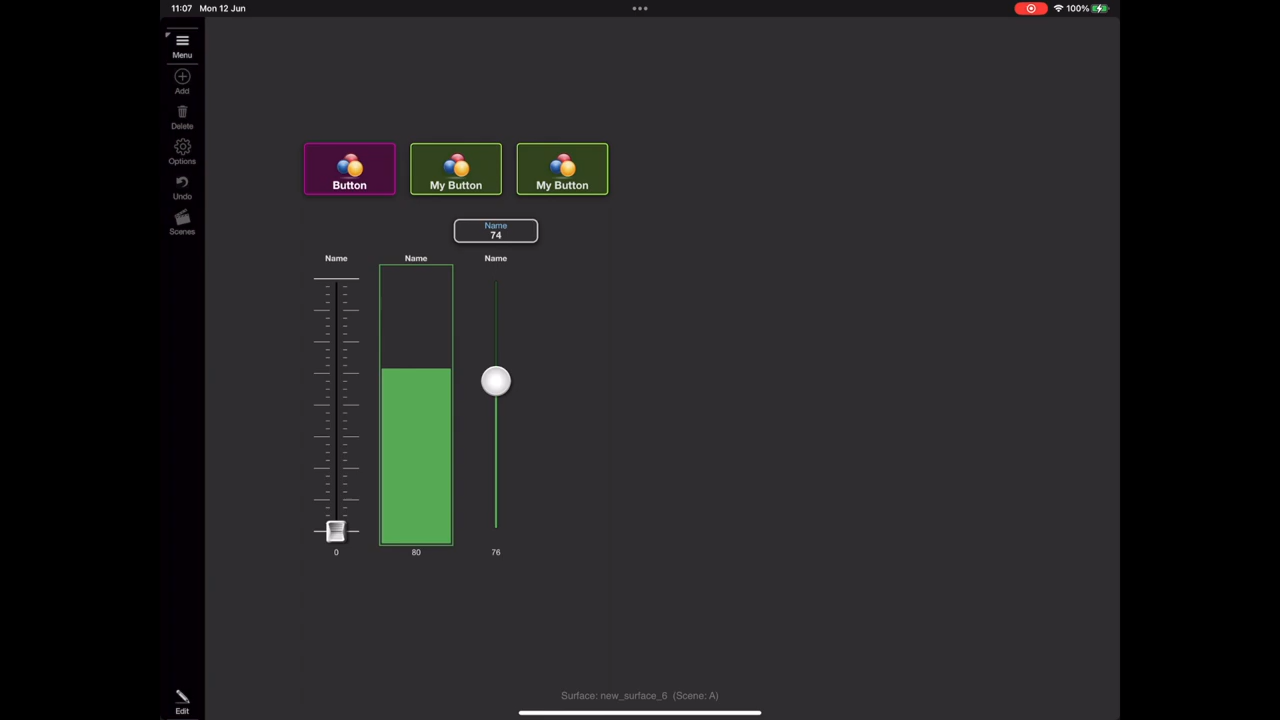 11:07 Mon 12 Jun
100%
Menu
Add
Delete
Options
Undo
Scenes
Button
My Button
My Button
Name
74
Name
Name
Name
0
80
76
Surface: new_surface_6 (Scene: A)
Edit